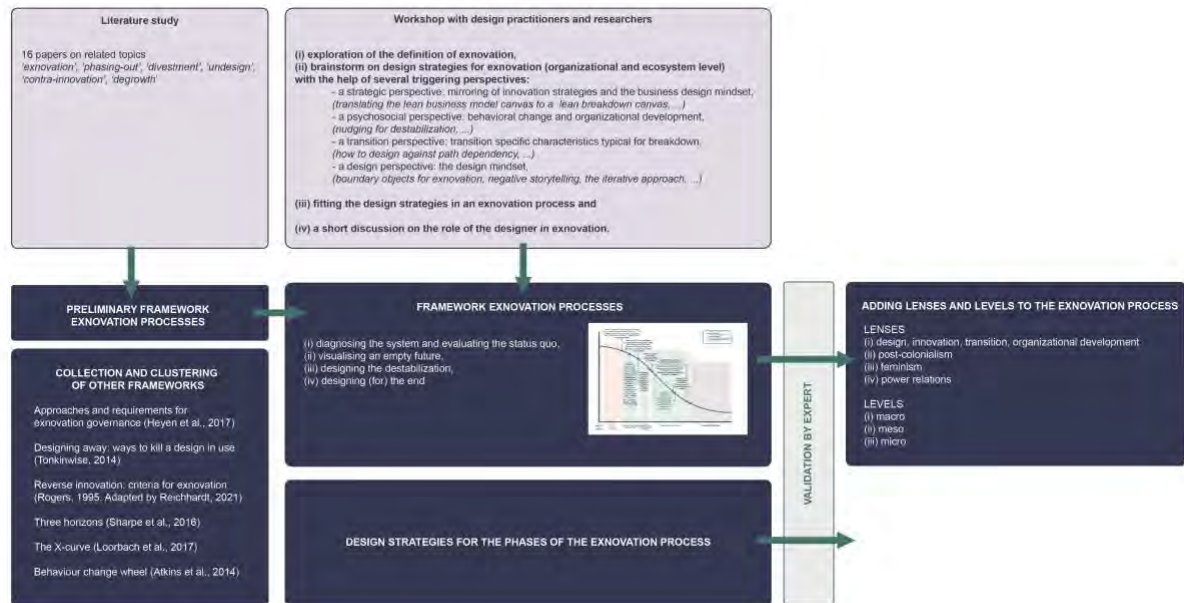 Literature study
16 papers on related topics
'exnovation', 'phasing-out', 'divestment', 'undesign',
'contra-innovation', 'degrowth'
Workshop with design practitioners and researchers
(i) exploration of the definition of exnovation,
(ii) brainstorm on design strategies for exnovation (organizational and ecosystem level)
with the help of several triggering perspectives:
- a strategic perspective: mirroring of innovation strategies and the business design mindset,
(translating the lean business model canvas to a lean breakdown canvas, ...)
- a psychosocial perspective: behavioral change and organizational development,
(nudging for destabilization, ...)
- a transition perspective: transition specific characteristics typical for breakdown,
(how to design against path dependency, ...)
- a design perspective: the design mindset,
(boundary objects for exnovation, negative storytelling, the iterative approach, ...)
(iii) fitting the design strategies in an exnovation process and
(iv) a short discussion on the role of the designer in exnovation.
PRELIMINARY FRAMEWORK
EXNOVATION PROCESSES
COLLECTION AND CLUSTERING
OF OTHER FRAMEWORKS
Approaches and requirements for
exnovation governance (Heyen et al., 2017)
Designing away: ways to kill a design in use
(Tonkinwise, 2014)
Reverse innovation: criteria for exnovation
(Rogers, 1995. Adapted by Reichhardt, 2021)
Three horizons (Sharpe et al., 2016)
The X-curve (Loorbach et al., 2017)
Behaviour change wheel (Atkins et al., 2014)
FRAMEWORK EXNOVATION PROCESSES
(i) diagnosing the system and evaluating the status quo,
(ii) visualising an empty future,
(iii) designing the destabilization,
(iv) designing (for) the end
DESIGN STRATEGIES FOR THE PHASES OF THE EXNOVATION PROCESS
VALIDATION BY EXPERT
ADDING LENSES AND LEVELS TO THE EXNOVATION PROCESS
LENSES
(i) design, innovation, transition, organizational development
(ii) post-colonialism
(iii) feminism
(iv) power relations
LEVELS
(i) macro
(ii) meso
(iii) micro